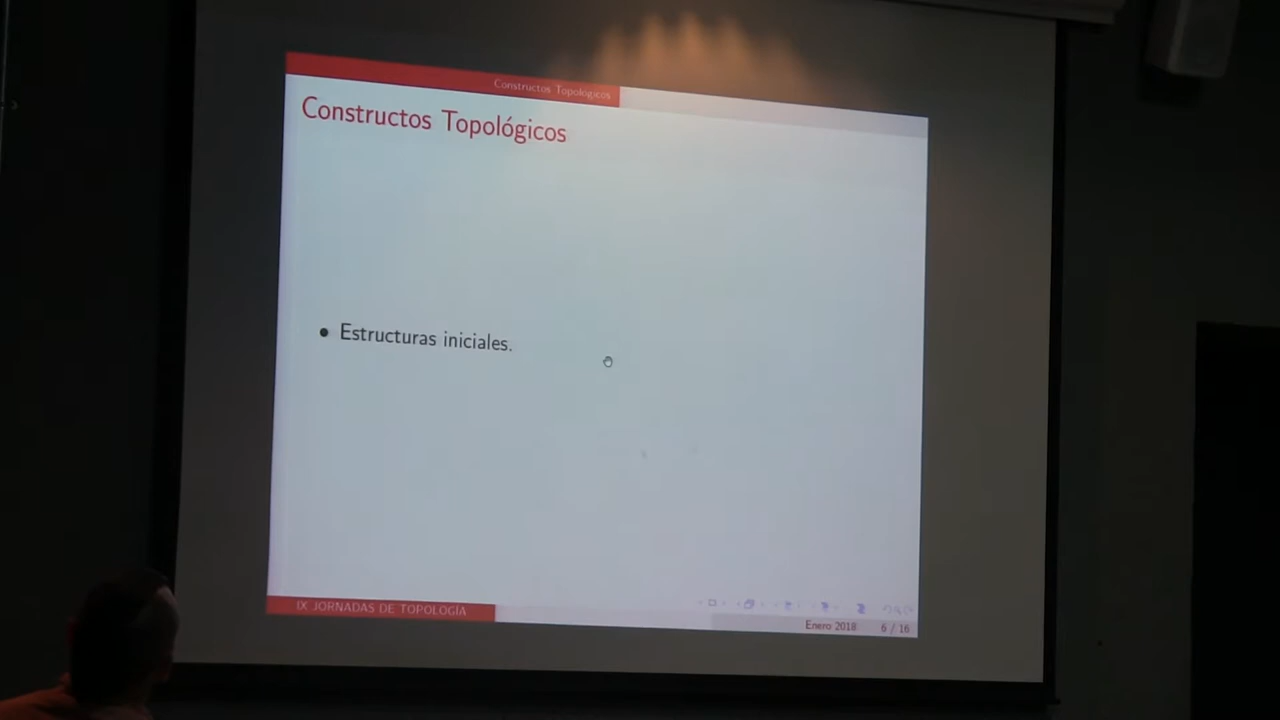 Constructos Topológicos
Constructos Topológicos
Estructuras iniciales.
IX JORNADAS DE TOPOLOGÍA
Enero 2018
6 / 16